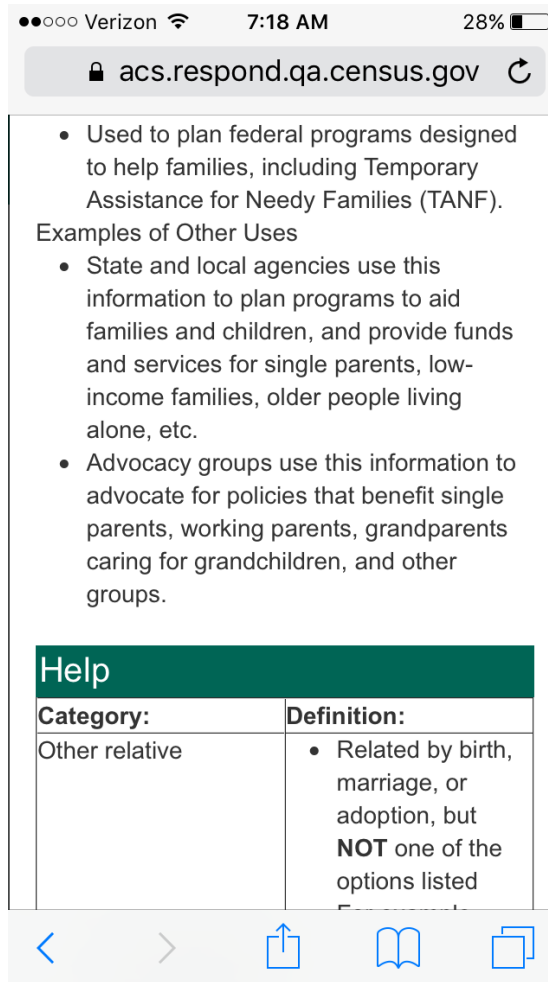 Verizon 7:18 AM 28%
acs.respond.qa.census.gov
• Used to plan federal programs designed
to help families, including Temporary
Assistance for Needy Families (TANF).
Examples of Other Uses
• State and local agencies use this
information to plan programs to aid
families and children, and provide funds
and services for single parents, low-
income families, older people living
alone, etc.
• Advocacy groups use this information to
advocate for policies that benefit single
parents, working parents, grandparents
caring for grandchildren, and other
groups.
Help
Category: Definition:
Other relative • Related by birth,
marriage, or
adoption, but
NOT one of the
options listed